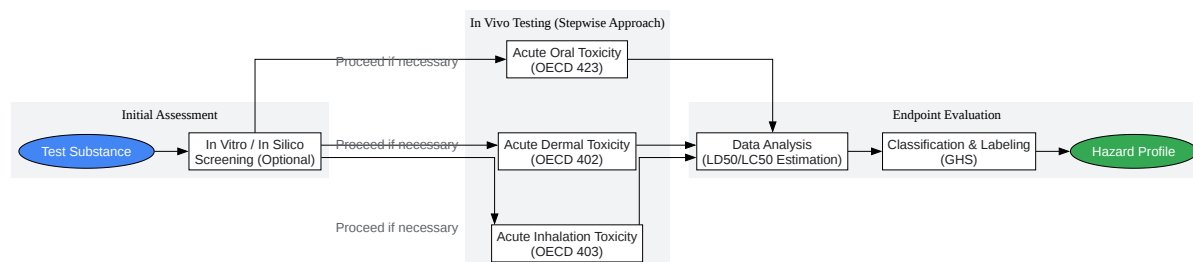 In Vivo Testing (Stepwise Approach)
Acute Oral Toxicity
(OECD 423)
Proceed if necessary
Initial Assessment
Endpoint Evaluation
Test Substance
In Vitro / In Silico
Screening (Optional)
Proceed if necessary
Acute Dermal Toxicity
(OECD 402)
Data Analysis
(LD50/LC50 Estimation)
Classification & Labeling
(GHS)
Hazard Profile
Proceed if necessary
Acute Inhalation Toxicity
(OECD 403)